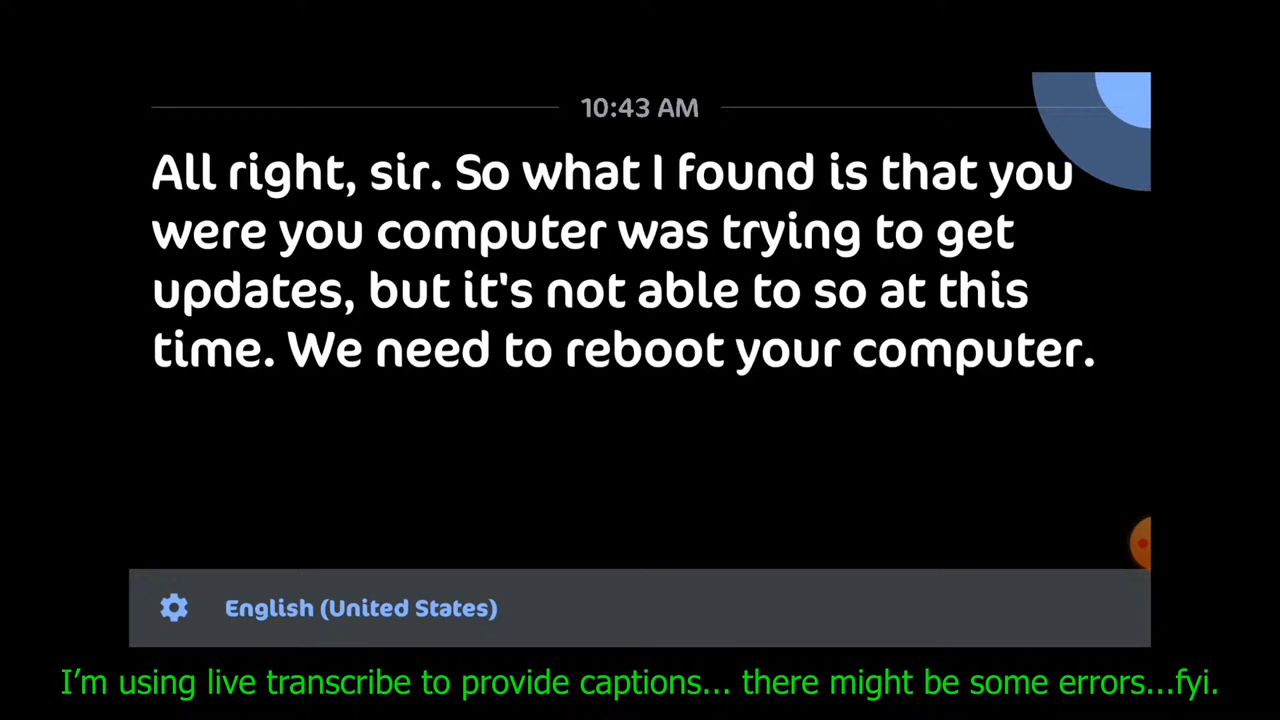 10:43 AM
All right, sir. So what I found is that you
were you computer was trying to get
updates, but it's not able to so at this
time. We need to reboot your computer.
English (United States)
I’m using live transcribe to provide captions... there might be some errors...fyi.